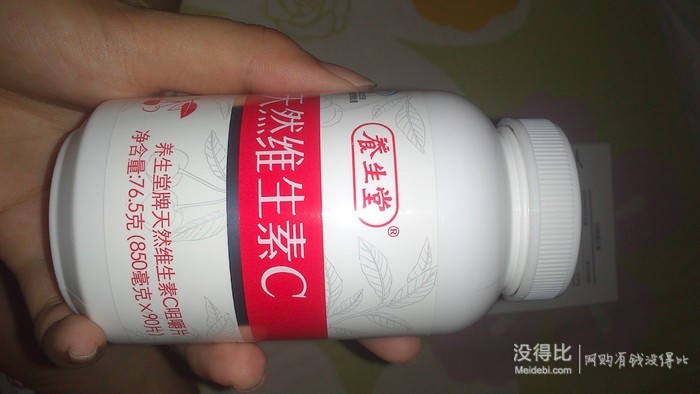 养生堂®
天然维生素C
养生堂牌天然维生素C咀嚼片
净含量:76.5克(850毫克×90片)
没得比
Meidebi.com
网购有钱没得比